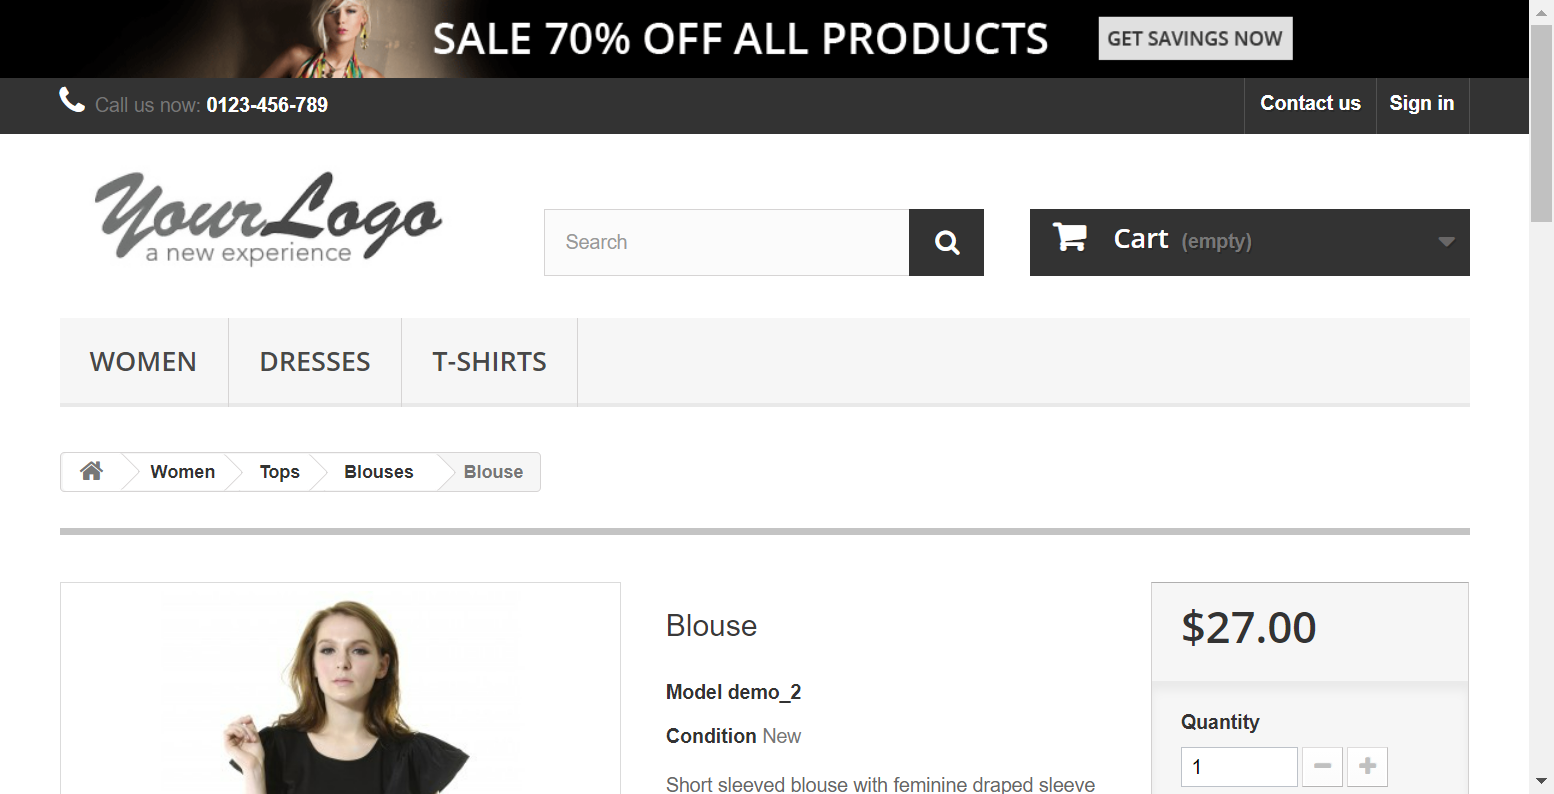 SALE 70% OFF ALL PRODUCTS
GET SAVINGS NOW
Call us now: 0123-456-789
Contact us
Sign in
YourLogo
a new experience
Search
Cart (empty)
WOMEN
DRESSES
T-SHIRTS
Women
Tops
Blouses
Blouse
Blouse
Model demo_2
Condition New
Short sleeved blouse with feminine draped sleeve
$27.00
Quantity
1